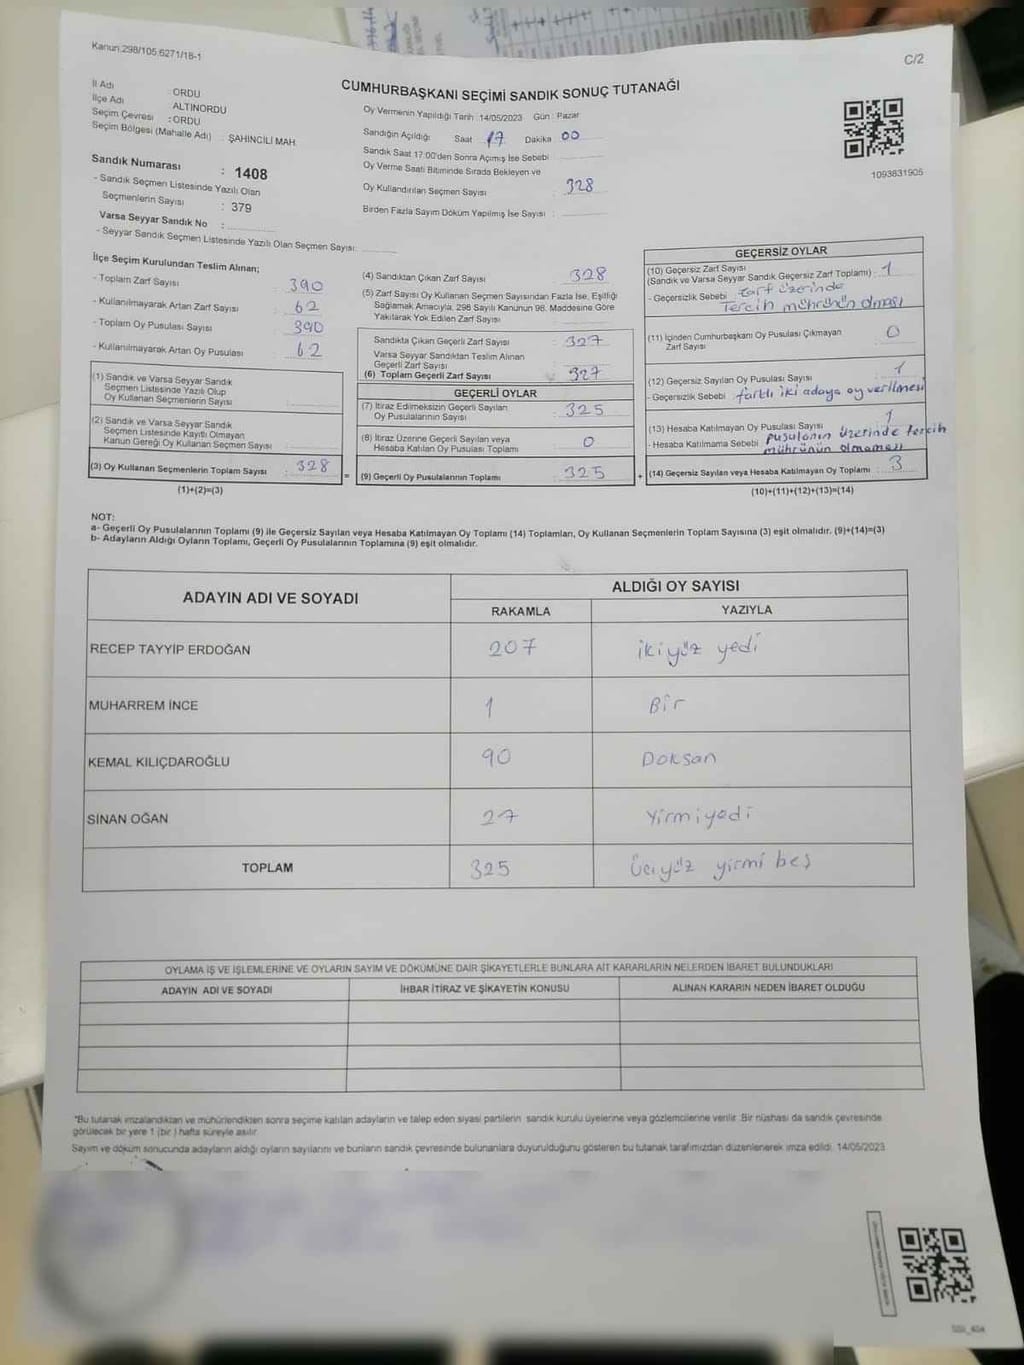 Kanun.298/105.6271/18-1
C/2
CUMHURBAŞKANI SEÇİMİ SANDIK SONUÇ TUTANAĞI
İl Adı : ORDU
İlçe Adı : ALTINORDU
Seçim Çevresi : ORDU
Seçim Bölgesi (Mahalle Adı) : ŞAHİNCİLİ MAH.
Sandık Numarası : 1408
- Sandık Seçmen Listesinde Yazılı Olan
Seçmenlerin Sayısı : 379
Varsa Seyyar Sandık No :
- Seyyar Sandık Seçmen Listesinde Yazılı Olan Seçmen Sayısı:
Oy Vermenin Yapıldığı Tarih :14/05/2023 Gün : Pazar
Sandığın Açıldığı Saat 17 Dakika 00
Sandık Saat 17:00'den Sonra Açımış İse Sebebi
Oy Verme Saati Bitiminde Sırada Bekleyen ve
Oy Kullandırılan Seçmen Sayısı : 328
Birden Fazla Sayım Döküm Yapılmış İse Sayısı :
1093831905
İlçe Seçim Kurulundan Teslim Alınan;
- Toplam Zarf Sayısı : 390
- Kullanılmayarak Artan Zarf Sayısı : 62
- Toplam Oy Pusulası Sayısı : 390
- Kullanılmayarak Artan Oy Pusulası : 62
(1) Sandık ve Varsa Seyyar Sandık
Seçmen Listesinde Yazılı Olup
Oy Kullanan Seçmenlerin Sayısı :
(2) Sandık ve Varsa Seyyar Sandık
Seçmen Listesinde Kayıtlı Olmayan
Kanun Gereği Oy Kullanan Seçmen Sayısı :
(3) Oy Kullanan Seçmenlerin Toplam Sayısı : 328
(1)+(2)=(3)
(4) Sandıktan Çıkan Zarf Sayısı : 328
(5) Zarf Sayısı Oy Kullanan Seçmen Sayısından Fazla İse, Eşitliği
Sağlamak Amacıyla, 298 Sayılı Kanunun 98. Maddesine Göre
Yakılarak Yok Edilen Zarf Sayısı :
Sandıkta Çıkan Geçerli Zarf Sayısı : 327
Varsa Seyyar Sandıktan Teslim Alınan
Geçerli Zarf Sayısı :
(6) Toplam Geçerli Zarf Sayısı : 327
GEÇERLİ OYLAR
(7) İtiraz Edilmeksizin Geçerli Sayılan
Oy Pusulalarının Sayısı : 325
(8) İtiraz Üzerine Geçerli Sayılan veya
Hesaba Katılan Oy Pusulası Toplamı : 0
= (9) Geçerli Oy Pusulalarının Toplamı : 325
GEÇERSİZ OYLAR
(10) Geçersiz Zarf Sayısı
(Sandık ve Varsa Seyyar Sandık Geçersiz Zarf Toplamı) : 1
- Geçersizlik Sebebi zarf üzerinde
Tercih mührünün olması
(11) İçinden Cumhurbaşkanı Oy Pusulası Çıkmayan
Zarf Sayısı : 0
(12) Geçersiz Sayılan Oy Pusulası Sayısı : 1
- Geçersizlik Sebebi farklı iki adaya oy verilmesi
(13) Hesaba Katılmayan Oy Pusulası Sayısı : 1
- Hesaba Katılmama Sebebi pusulanın üzerinde tercih
mührünün olmaması
+ (14) Geçersiz Sayılan veya Hesaba Katılmayan Oy Toplamı : 3
(10)+(11)+(12)+(13)=(14)
NOT:
a- Geçerli Oy Pusulalarının Toplamı (9) ile Geçersiz Sayılan veya Hesaba Katılmayan Oy Toplamı (14) Toplamları, Oy Kullanan Seçmenlerin Toplam Sayısına (3) eşit olmalıdır. (9)+(14)=(3)
b- Adayların Aldığı Oyların Toplamı, Geçerli Oy Pusulalarının Toplamına (9) eşit olmalıdır.
ADAYIN ADI VE SOYADI ALDIĞI OY SAYISI
RAKAMLA YAZIYLA
RECEP TAYYİP ERDOĞAN 207 ikiyüz yedi
MUHARREM İNCE 1 Bir
KEMAL KILIÇDAROĞLU 90 Doksan
SİNAN OĞAN 27 Yirmiyedi
TOPLAM 325 Üçyüz yirmi beş
OYLAMA İŞ VE İŞLEMLERİNE VE OYLARIN SAYIM VE DÖKÜMÜNE DAİR ŞİKAYETLERLE BUNLARA AİT KARARLARIN NELERDEN İBARET BULUNDUKLARI
ADAYIN ADI VE SOYADI İHBAR İTİRAZ VE ŞİKAYETİN KONUSU ALINAN KARARIN NEDEN İBARET OLDUĞU
*Bu tutanak imzalandıktan ve mühürlendikten sonra seçime katılan adayların ve talep eden siyasi partilerin sandık kurulu üyelerine veya gözlemcilerine verilir. Bir nüshası da sandık çevresinde
görülecek bir yere 1 (bir ) hafta süreyle asılır.
Sayım ve döküm sonucunda adayların aldığı oyların sayılarını ve bunların sandık çevresinde bulunanlara duyurulduğunu gösteren bu tutanak tarafımızdan düzenlenerek imza edildi. 14/05/2023